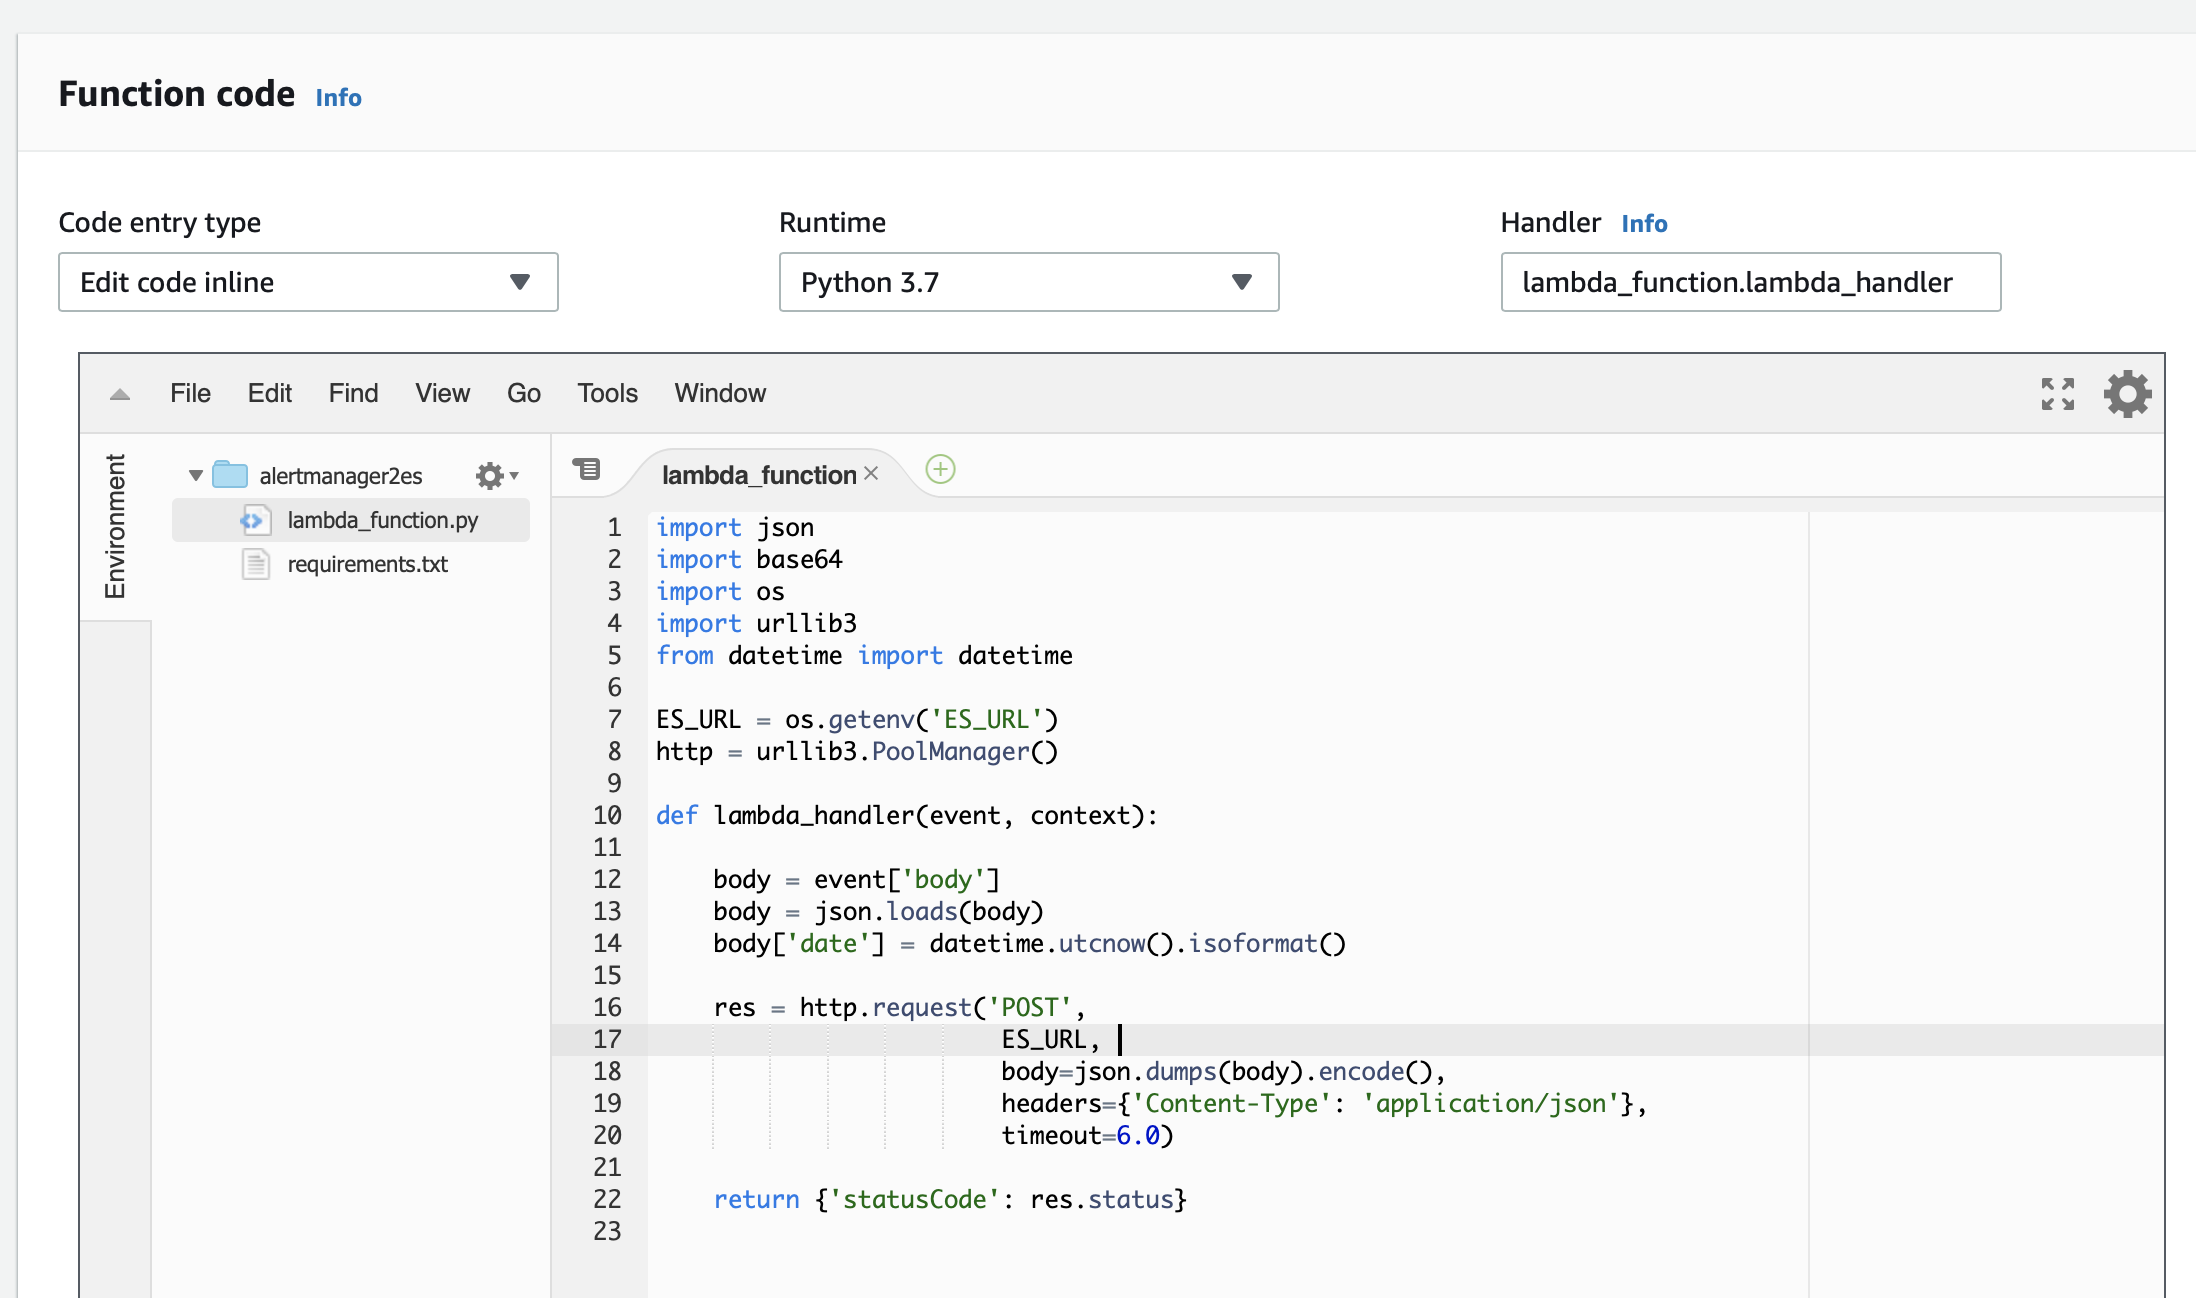 Function code Info
Code entry type
Edit code inline
Runtime
Python 3.7
Handler Info
lambda_function.lambda_handler
File Edit Find View Go Tools Window
Environment
alertmanager2es
lambda_function.py
requirements.txt
lambda_function
1 import json
2 import base64
3 import os
4 import urllib3
5 from datetime import datetime
6
7 ES_URL = os.getenv('ES_URL')
8 http = urllib3.PoolManager()
9
10 def lambda_handler(event, context):
11
12     body = event['body']
13     body = json.loads(body)
14     body['date'] = datetime.utcnow().isoformat()
15
16     res = http.request('POST',
17                         ES_URL,
18                         body=json.dumps(body).encode(),
19                         headers={'Content-Type': 'application/json'},
20                         timeout=6.0)
21
22     return {'statusCode': res.status}
23